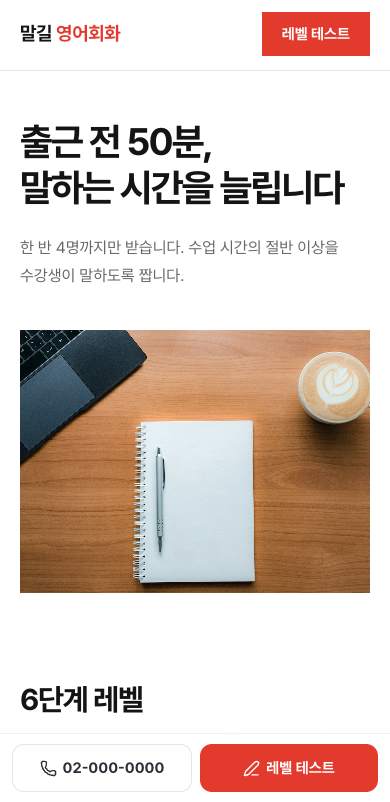 말길 영어회화
레벨 테스트
출근 전 50분,
말하는 시간을 늘립니다
한 반 4명까지만 받습니다. 수업 시간의 절반 이상을
수강생이 말하도록 짭니다.
6단계 레벨
02-000-0000
레벨 테스트